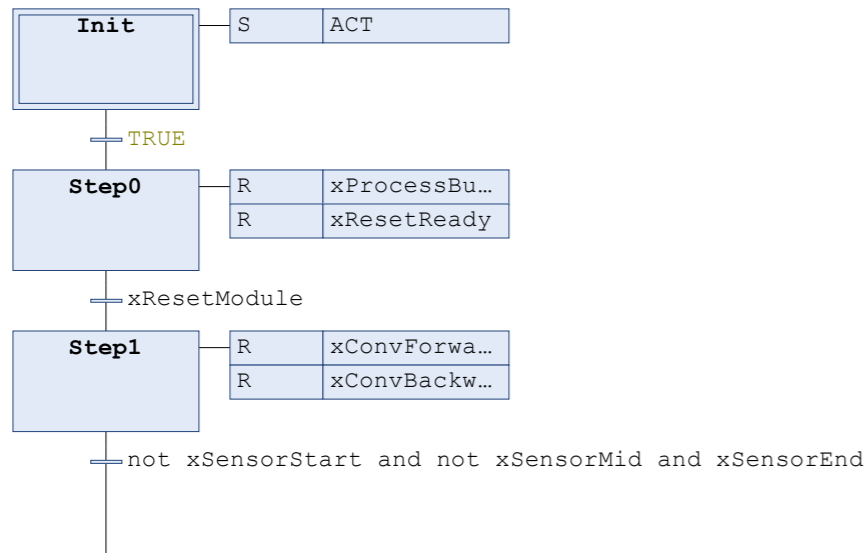 Init S ACT
TRUE
Step0 R xProcessBu…
R xResetReady
xResetModule
Step1 R xConvForwa…
R xConvBackw…
not xSensorStart and not xSensorMid and xSensorEnd